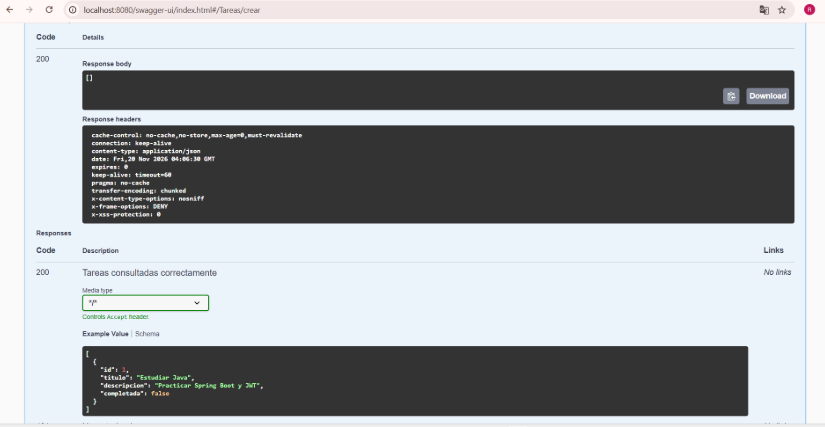 localhost:8080/swagger-ui/index.html#/Tareas/crear
R
Code Details
200
Response body
[]
Download
Response headers
cache-control: no-cache,no-store,max-age=0,must-revalidate
connection: keep-alive
content-type: application/json
date: Fri,20 Nov 2026 04:06:30 GMT
expires: 0
keep-alive: timeout=60
pragma: no-cache
transfer-encoding: chunked
x-content-type-options: nosniff
x-frame-options: DENY
x-xss-protection: 0
Responses
Code Description Links
200 Tareas consultadas correctamente No links
Media type
*/*
Controls Accept header.
Example Value Schema
[
{
"id": 1,
"titulo": "Estudiar Java",
"descripcion": "Practicar Spring Boot y JWT",
"completada": false
}
]